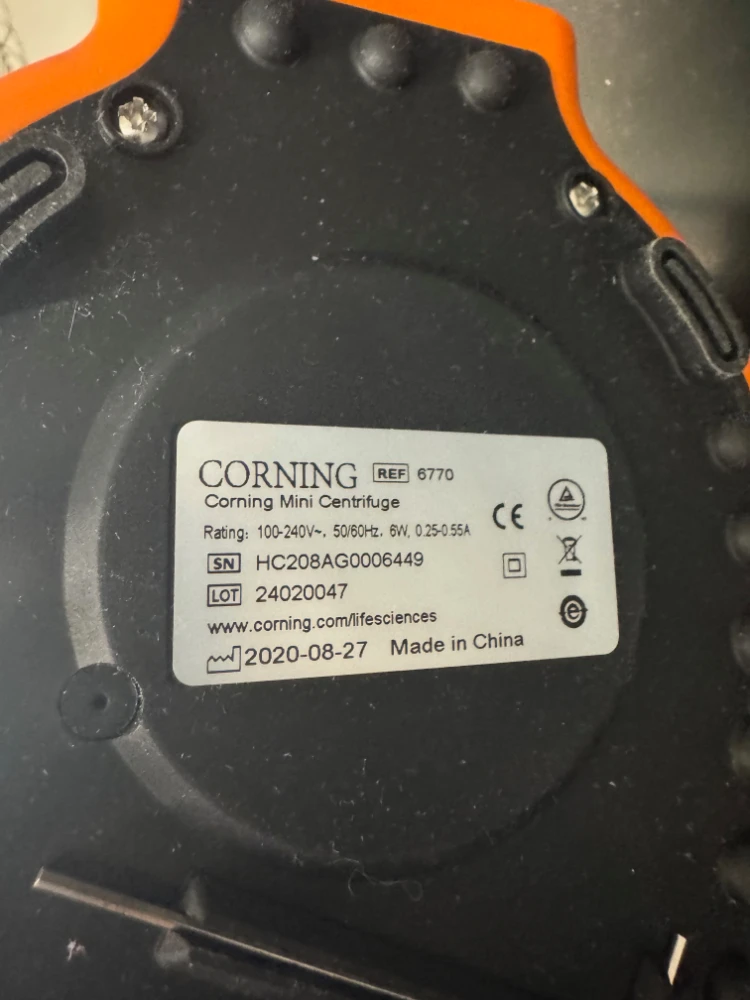 CORNING REF 6770
Corning Mini Centrifuge
Rating: 100-240V~, 50/60Hz, 6W, 0.25-0.55A
SN HC208AG0006449
LOT 24020047
www.corning.com/lifesciences
2020-08-27 Made in China
CE
e